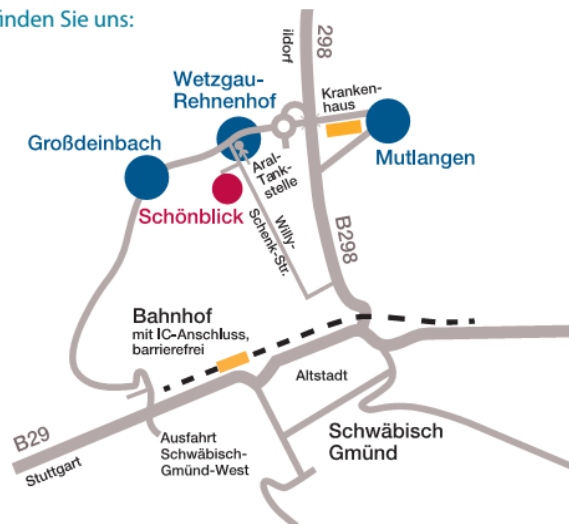 finden Sie uns:
298
ildorf
Wetzgau-
Rehnenhof
Kranken-
haus
Großdeinbach
Mutlangen
Aral-
Tank-
stelle
Schönblick
Willy-
Schenk-Str.
B298
Bahnhof
mit IC-Anschluss,
barrierefrei
Altstadt
B29
Stuttgart
Ausfahrt
Schwäbisch-
Gmünd-West
Schwäbisch
Gmünd